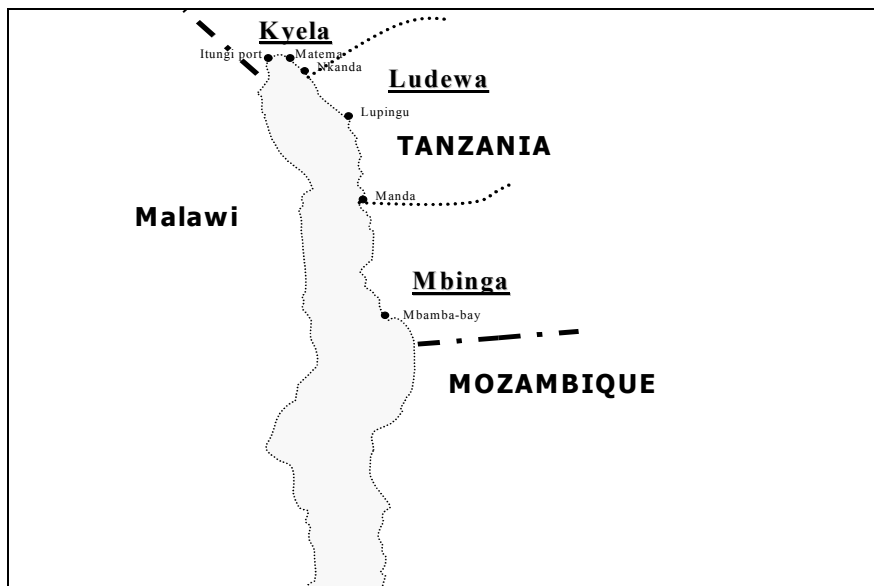 Kyela
Itungi port
Matema
Nkanda
Ludewa
Lupingu
TANZANIA
Manda
Malawi
Mbinga
Mbamba-bay
MOZAMBIQUE